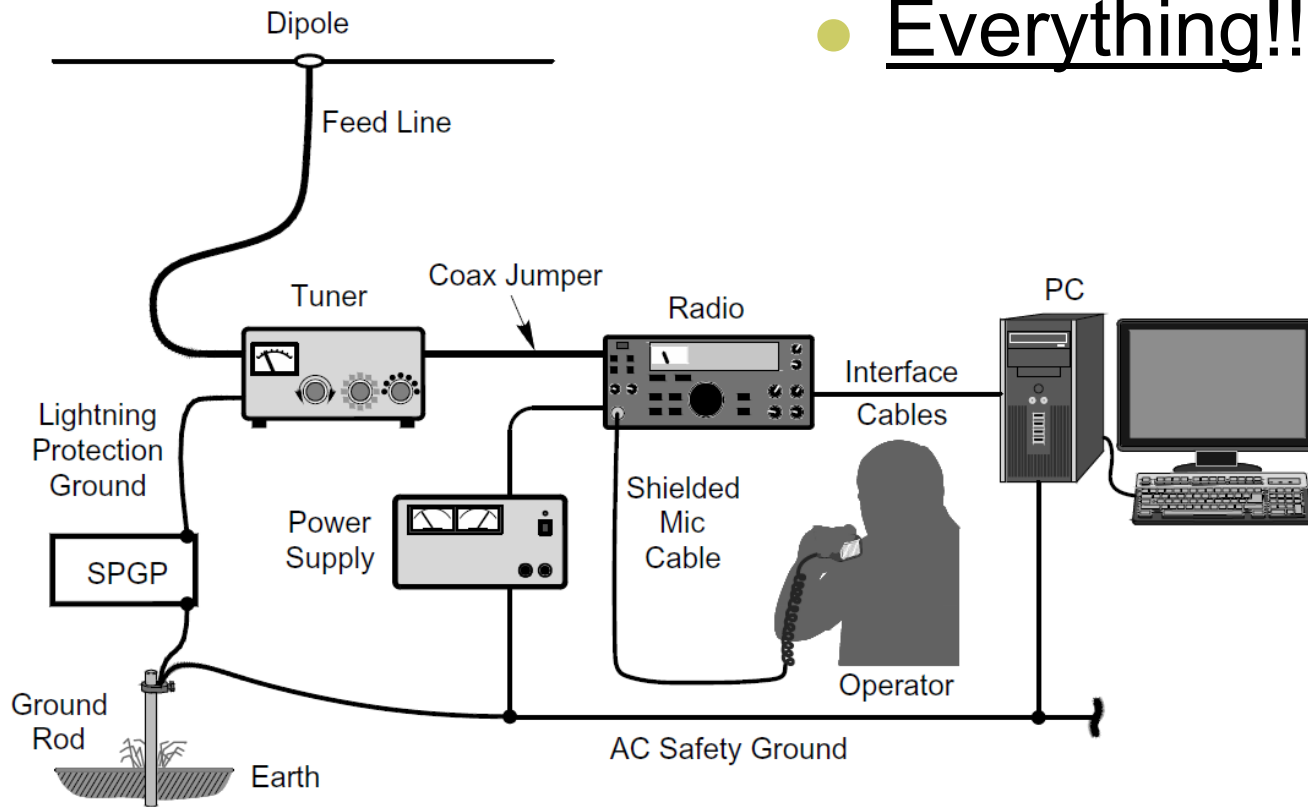 Dipole
• Everything!!
Feed Line
Coax Jumper
Tuner
Radio
PC
Interface
Cables
Lightning
Protection
Ground
Power
Supply
Shielded
Mic
Cable
SPGP
Operator
Ground
Rod
AC Safety Ground
Earth